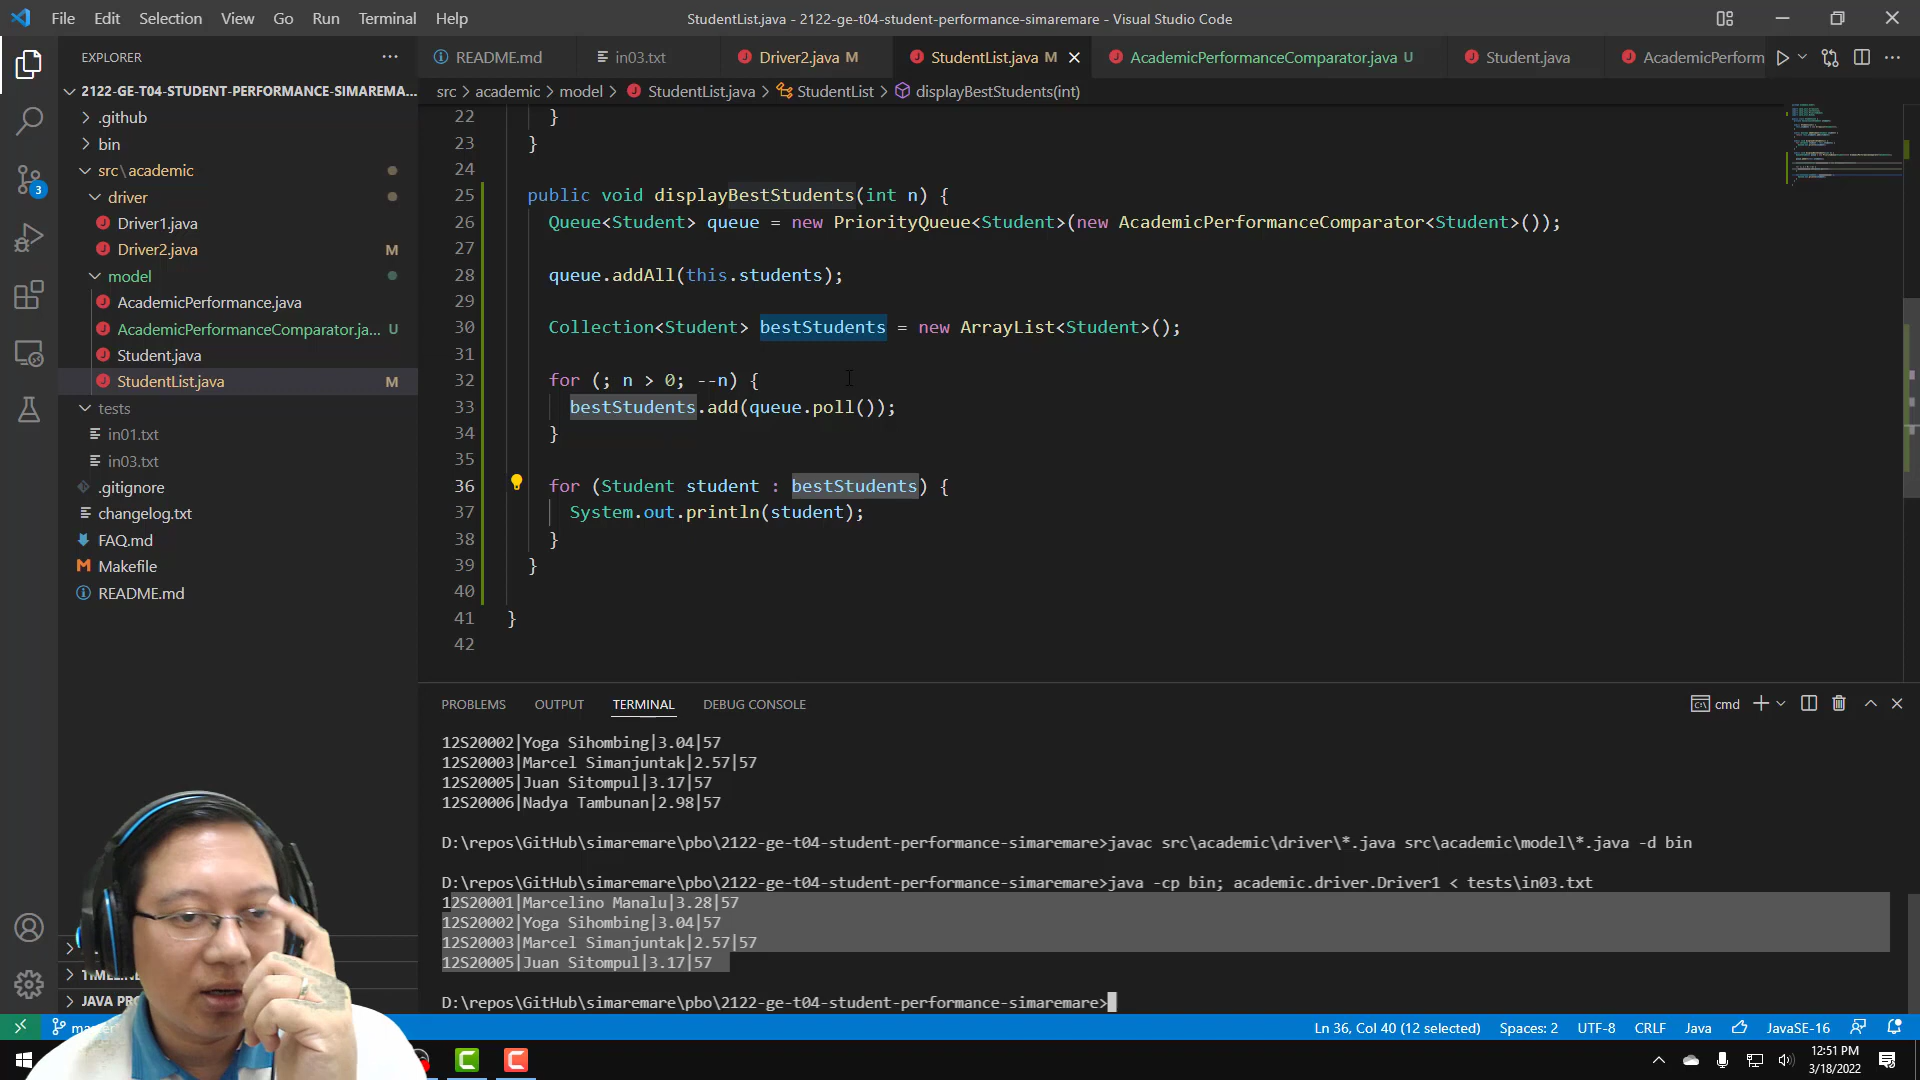 File Edit Selection View Go Run Terminal Help
StudentList.java - 2122-ge-t04-student-performance-simaremare - Visual Studio Code
EXPLORER
README.md
in03.txt
Driver2.java M
StudentList.java M
AcademicPerformanceComparator.java U
Student.java
AcademicPerform
2122-GE-T04-STUDENT-PERFORMANCE-SIMAREMA...
src > academic > model > StudentList.java > StudentList > displayBestStudents(int)
.github
bin
src\academic
driver
Driver1.java
Driver2.java M
model
AcademicPerformance.java
AcademicPerformanceComparator.ja... U
Student.java
StudentList.java M
tests
in01.txt
in03.txt
.gitignore
changelog.txt
FAQ.md
Makefile
README.md
3
22 }
23 }
24
25 public void displayBestStudents(int n) {
26 Queue<Student> queue = new PriorityQueue<Student>(new AcademicPerformanceComparator<Student>());
27
28 queue.addAll(this.students);
29
30 Collection<Student> bestStudents = new ArrayList<Student>();
31
32 for (; n > 0; --n) {
33 bestStudents.add(queue.poll());
34 }
35
36 for (Student student : bestStudents) {
37 System.out.println(student);
38 }
39 }
40
41 }
42
PROBLEMS OUTPUT TERMINAL DEBUG CONSOLE
cmd
12S20002|Yoga Sihombing|3.04|57
12S20003|Marcel Simanjuntak|2.57|57
12S20005|Juan Sitompul|3.17|57
12S20006|Nadya Tambunan|2.98|57
D:\repos\GitHub\simaremare\pbo\2122-ge-t04-student-performance-simaremare>javac src\academic\driver\*.java src\academic\model\*.java -d bin
D:\repos\GitHub\simaremare\pbo\2122-ge-t04-student-performance-simaremare>java -cp bin; academic.driver.Driver1 < tests\in03.txt
12S20001|Marcelino Manalu|3.28|57
12S20002|Yoga Sihombing|3.04|57
12S20003|Marcel Simanjuntak|2.57|57
12S20005|Juan Sitompul|3.17|57
D:\repos\GitHub\simaremare\pbo\2122-ge-t04-student-performance-simaremare>
TIMELINE
JAVA PRO
Ln 36, Col 40 (12 selected) Spaces: 2 UTF-8 CRLF Java JavaSE-16
12:51 PM
3/18/2022